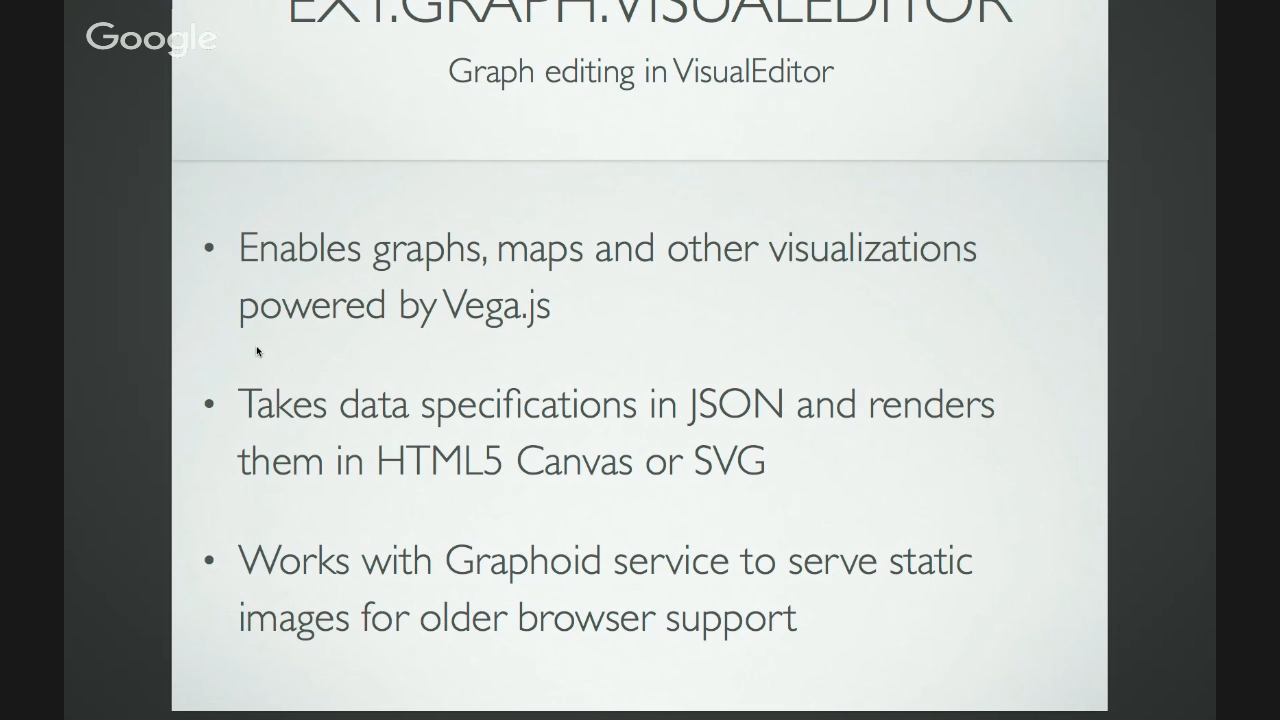 EXT.GRAPH.VISUALEDITOR
Google
Graph editing in VisualEditor
• Enables graphs, maps and other visualizations
powered by Vega.js
• Takes data specifications in JSON and renders
them in HTML5 Canvas or SVG
• Works with Graphoid service to serve static
images for older browser support